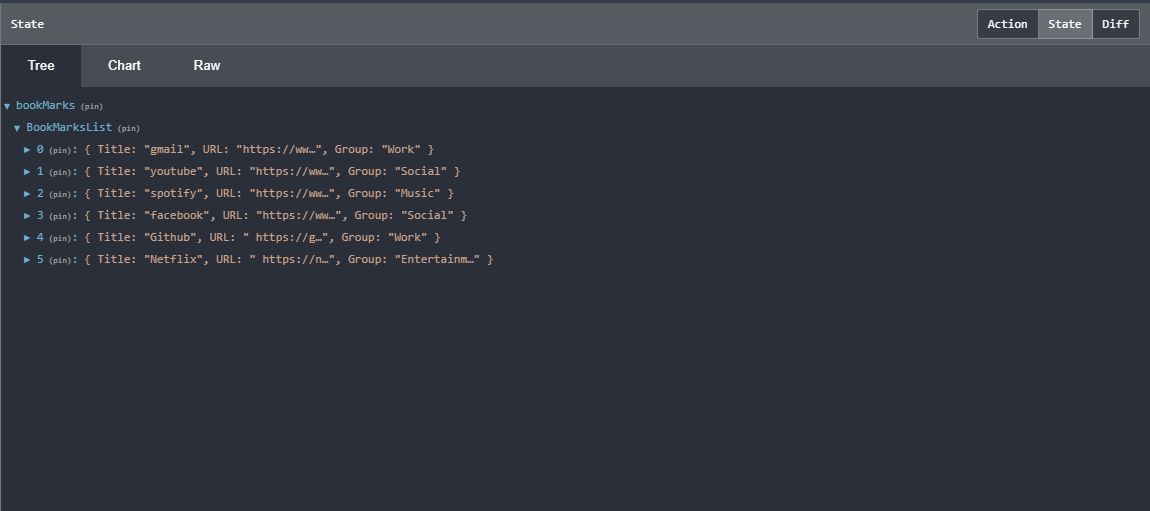 State Action State Diff
Tree Chart Raw
▼ bookMarks (pin)
▼ BookMarksList (pin)
▶ 0 (pin): { Title: "gmail", URL: "https://ww…", Group: "Work" }
▶ 1 (pin): { Title: "youtube", URL: "https://ww…", Group: "Social" }
▶ 2 (pin): { Title: "spotify", URL: "https://ww…", Group: "Music" }
▶ 3 (pin): { Title: "facebook", URL: "https://ww…", Group: "Social" }
▶ 4 (pin): { Title: "Github", URL: " https://g…", Group: "Work" }
▶ 5 (pin): { Title: "Netflix", URL: " https://n…", Group: "Entertainm…" }